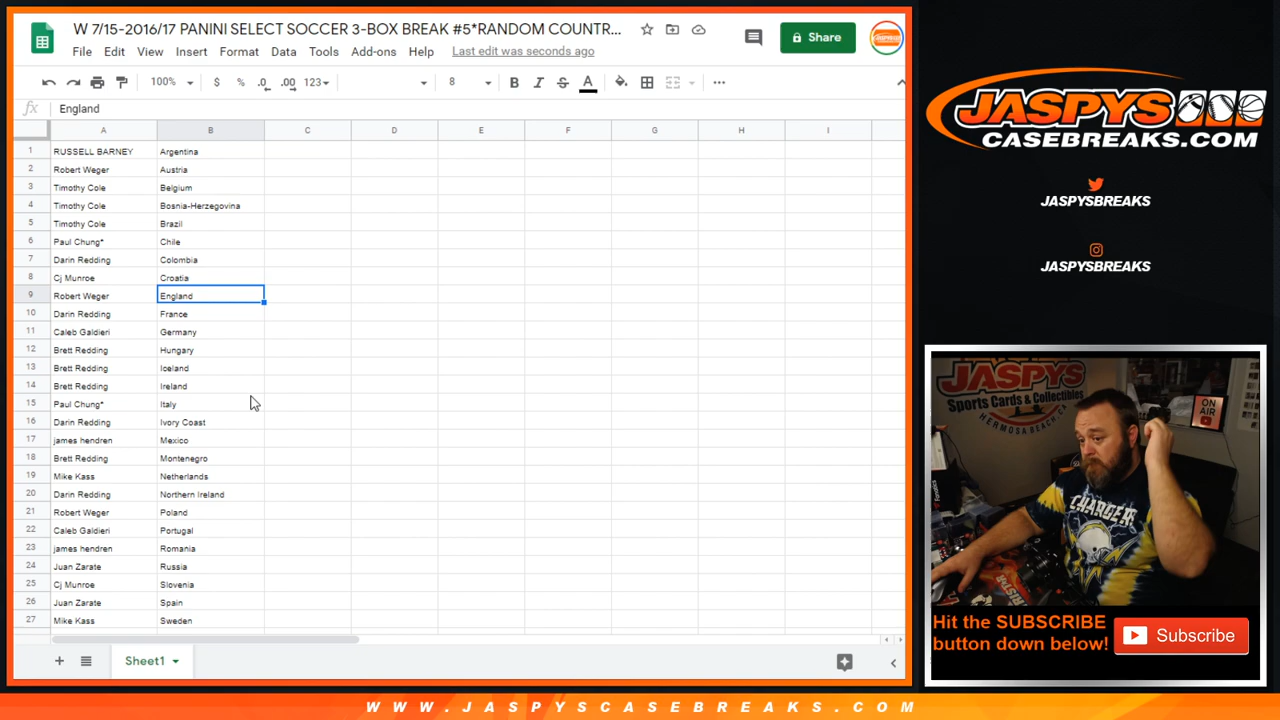 W 7/15-2016/17 PANINI SELECT SOCCER 3-BOX BREAK #5*RANDOM COUNTR...
Share
File Edit View Insert Format Data Tools Add-ons Help Last edit was seconds ago
100% $ % .0 .00 123 8 B I S A
fx England
A B C D E F G H I
1 RUSSELL BARNEY Argentina
2 Robert Weger Austria
3 Timothy Cole Belgium
4 Timothy Cole Bosnia-Herzegovina
5 Timothy Cole Brazil
6 Paul Chung* Chile
7 Darin Redding Colombia
8 Cj Munroe Croatia
9 Robert Weger England
10 Darin Redding France
11 Caleb Galdieri Germany
12 Brett Redding Hungary
13 Brett Redding Iceland
14 Brett Redding Ireland
15 Paul Chung* Italy
16 Darin Redding Ivory Coast
17 james hendren Mexico
18 Brett Redding Montenegro
19 Mike Kass Netherlands
20 Darin Redding Northern Ireland
21 Robert Weger Poland
22 Caleb Galdieri Portugal
23 james hendren Romania
24 Juan Zarate Russia
25 Cj Munroe Slovenia
26 Juan Zarate Spain
27 Mike Kass Sweden
Sheet1
JASPYS
CASEBREAKS.COM
JASPYSBREAKS
JASPYSBREAKS
JASPYS
Sports Cards & Collectibles
HERMOSA BEACH, CA
ON
AIR
CHARGERS
Hit the SUBSCRIBE
button down below!
Subscribe
WWW.JASPYSCASEBREAKS.COM